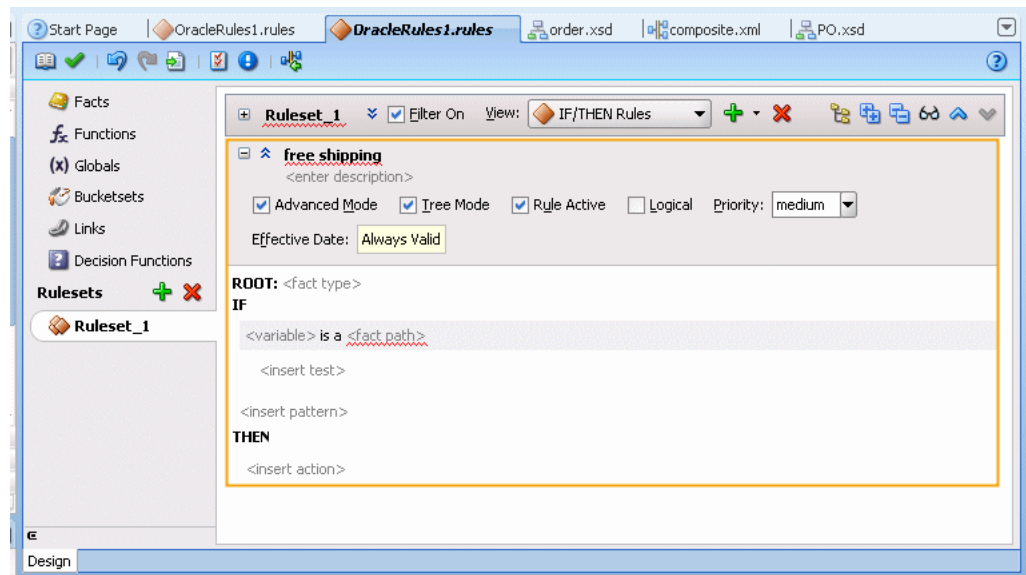 Start Page OracleRules1.rules OracleRules1.rules order.xsd composite.xml PO.xsd
Facts
Functions
Globals
Bucketsets
Links
Decision Functions
Rulesets
Ruleset_1
Ruleset_1 Filter On View: IF/THEN Rules
free shipping
<enter description>
Advanced Mode Tree Mode Rule Active Logical Priority: medium
Effective Date: Always Valid
ROOT: <fact type>
IF
<variable> is a <fact path>
<insert test>
<insert pattern>
THEN
<insert action>
Design